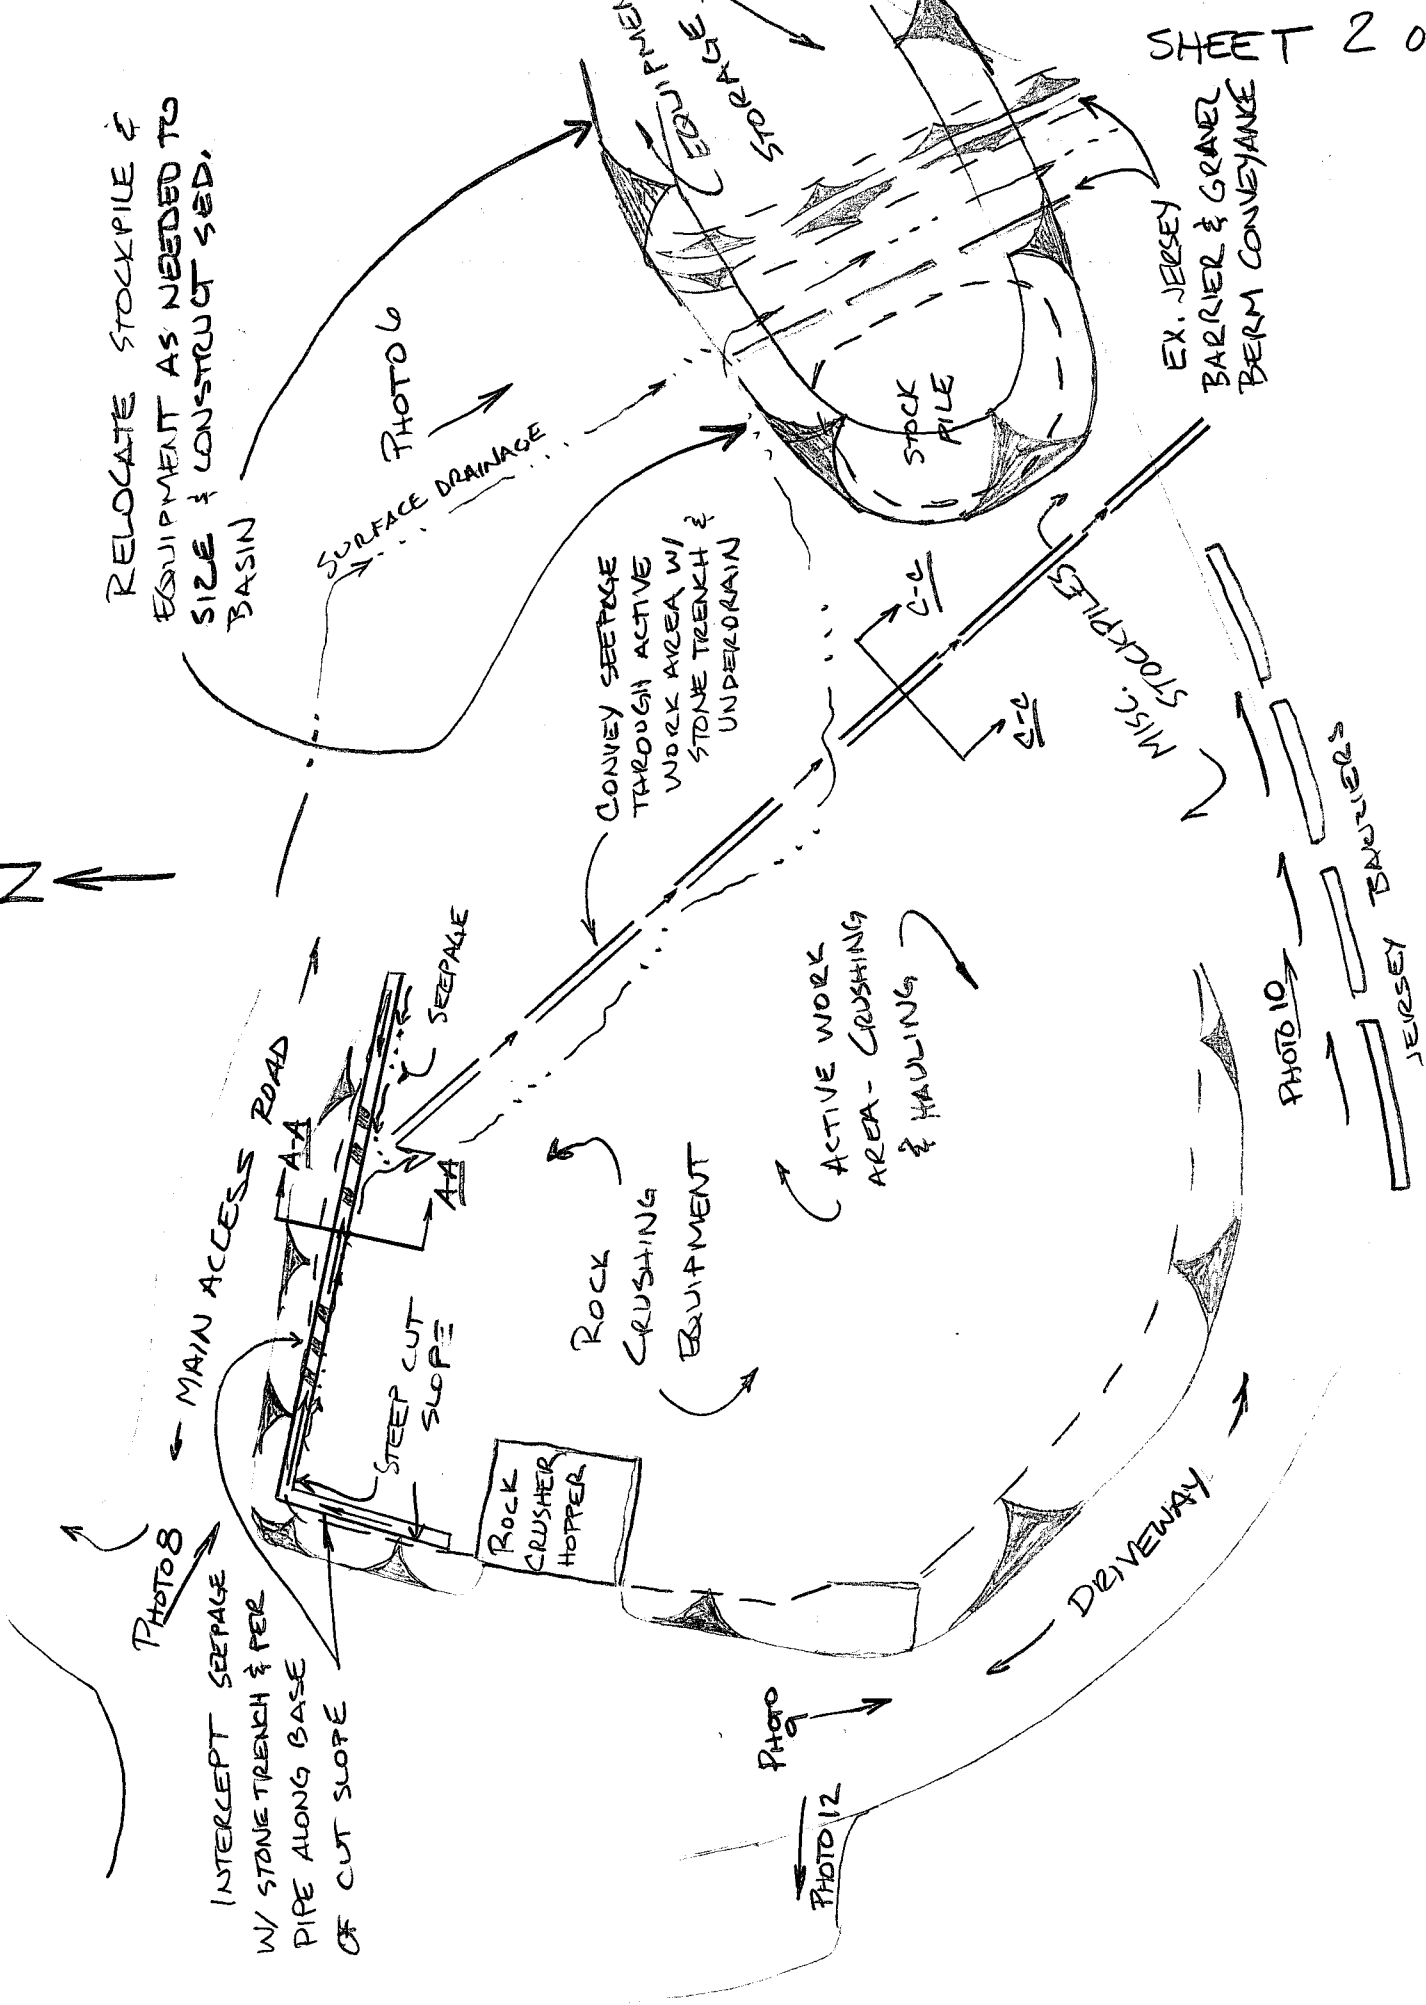 SHEET 2 o
N
RELOCATE STOCKPILE &
EQUIPMENT AS NEEDED TO
SIZE & CONSTRUCT SED.
BASIN
PHOTO 6
SURFACE DRAINAGE
EQUIPMEN
EQUIPME
STORAGE
STOCK
PILE
EX. JERSEY
BARRIER & GRAVEL
BERM CONVEYANCE
CONVEY SEEPAGE
THROUGH ACTIVE
WORK AREA W/
STONE TRENCH &
UNDERDRAIN
C-C
C-C
MISC.
STOCKPILES
JERSEY BARRIERS
PHOTO 10
ACTIVE WORK
AREA - CRUSHING
& HAULING
SEEPAGE
← MAIN ACCESS ROAD →
A-A
A-A
ROCK
CRUSHING
EQUIPMENT
STEEP CUT
SLOPE
ROCK
CRUSHER
HOPPER
PHOTO 8
INTERCEPT SEEPAGE
W/ STONE TRENCH & PER
PIPE ALONG BASE
OF CUT SLOPE
DRIVEWAY
PHOTO
9
PHOTO 12